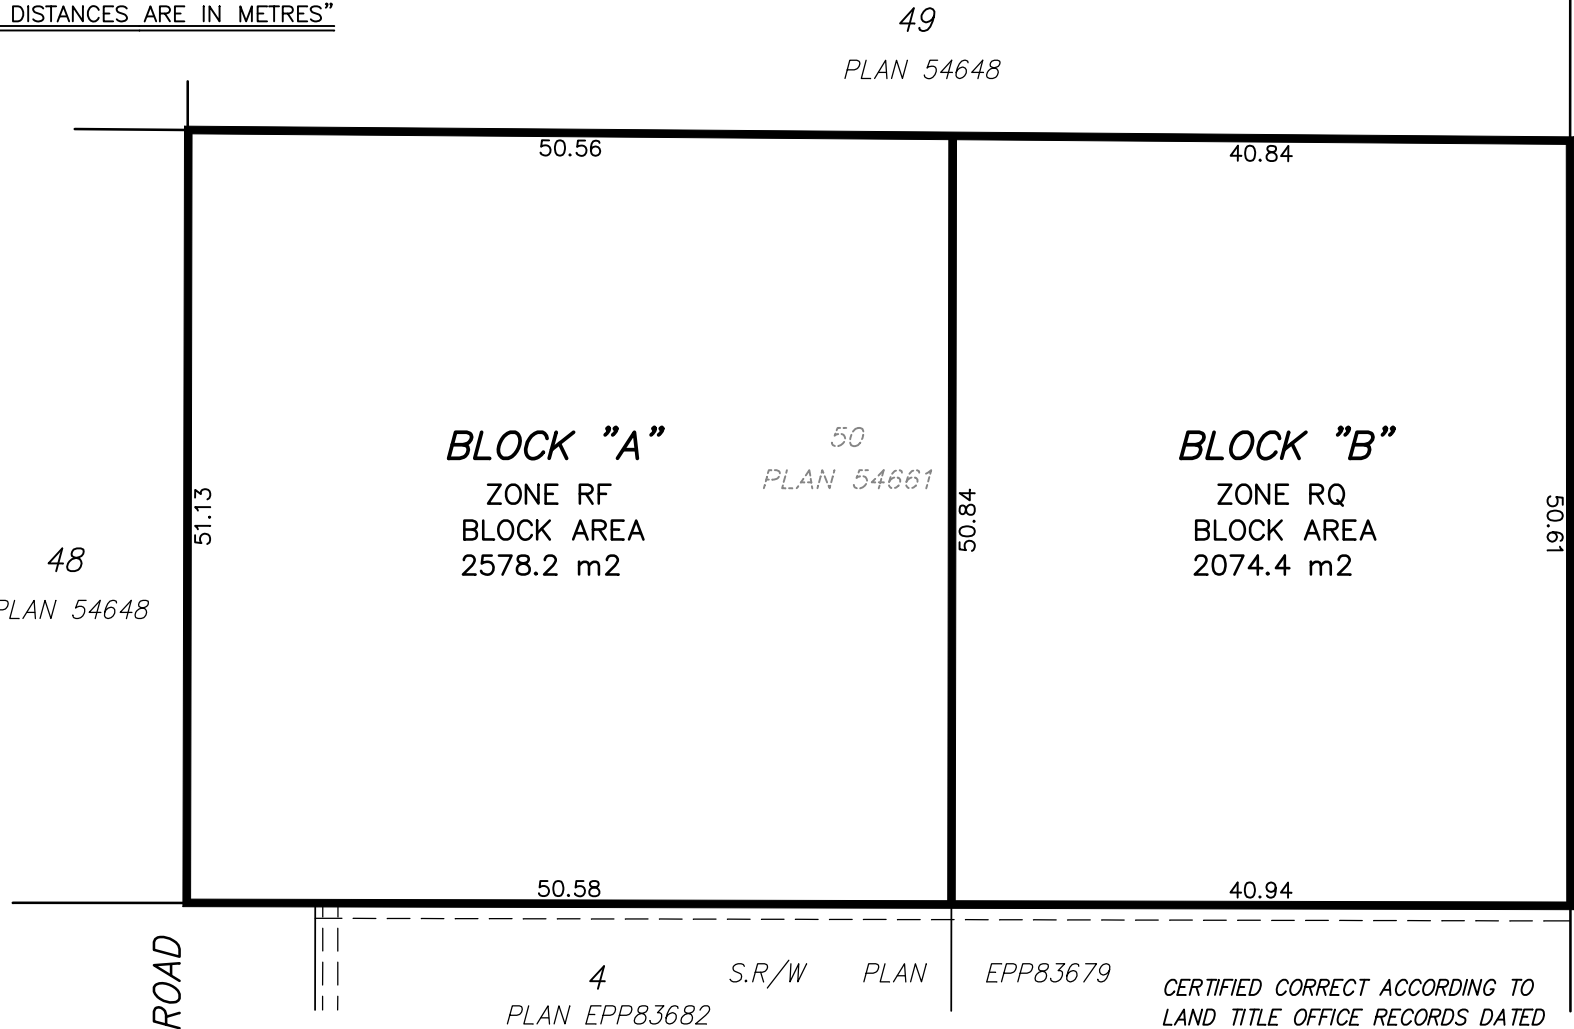 DISTANCES ARE IN METRES”
49
PLAN 54648
50.56
40.84
BLOCK ”A”
ZONE RF
BLOCK AREA
2578.2 m2
50
PLAN 54661
BLOCK ”B”
ZONE RQ
BLOCK AREA
2074.4 m2
51.13
50.84
50.61
48
PLAN 54648
50.58
40.94
ROAD
4
PLAN EPP83682
S.R/W PLAN EPP83679
CERTIFIED CORRECT ACCORDING TO
LAND TITLE OFFICE RECORDS DATED